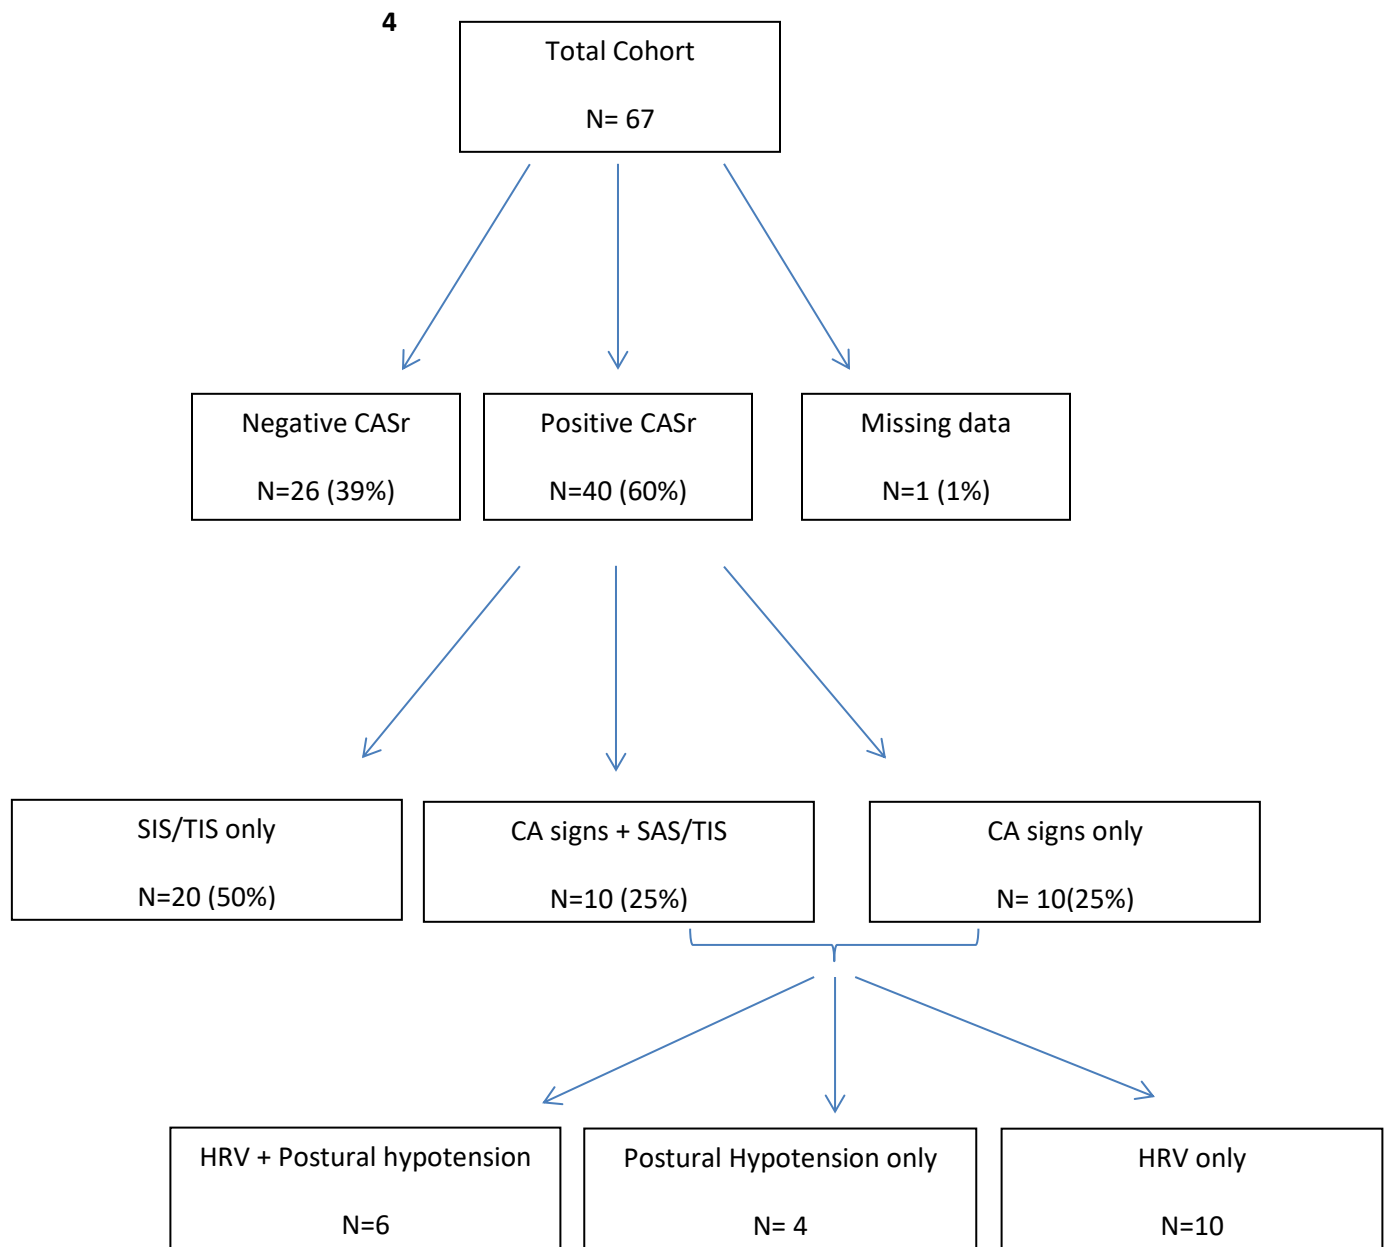 4
Total Cohort
N= 67
Negative CASr
N=26 (39%)
Positive CASr
N=40 (60%)
Missing data
N=1 (1%)
SIS/TIS only
N=20 (50%)
CA signs + SAS/TIS
N=10 (25%)
CA signs only
N= 10(25%)
HRV + Postural hypotension
N=6
Postural Hypotension only
N= 4
HRV only
N=10